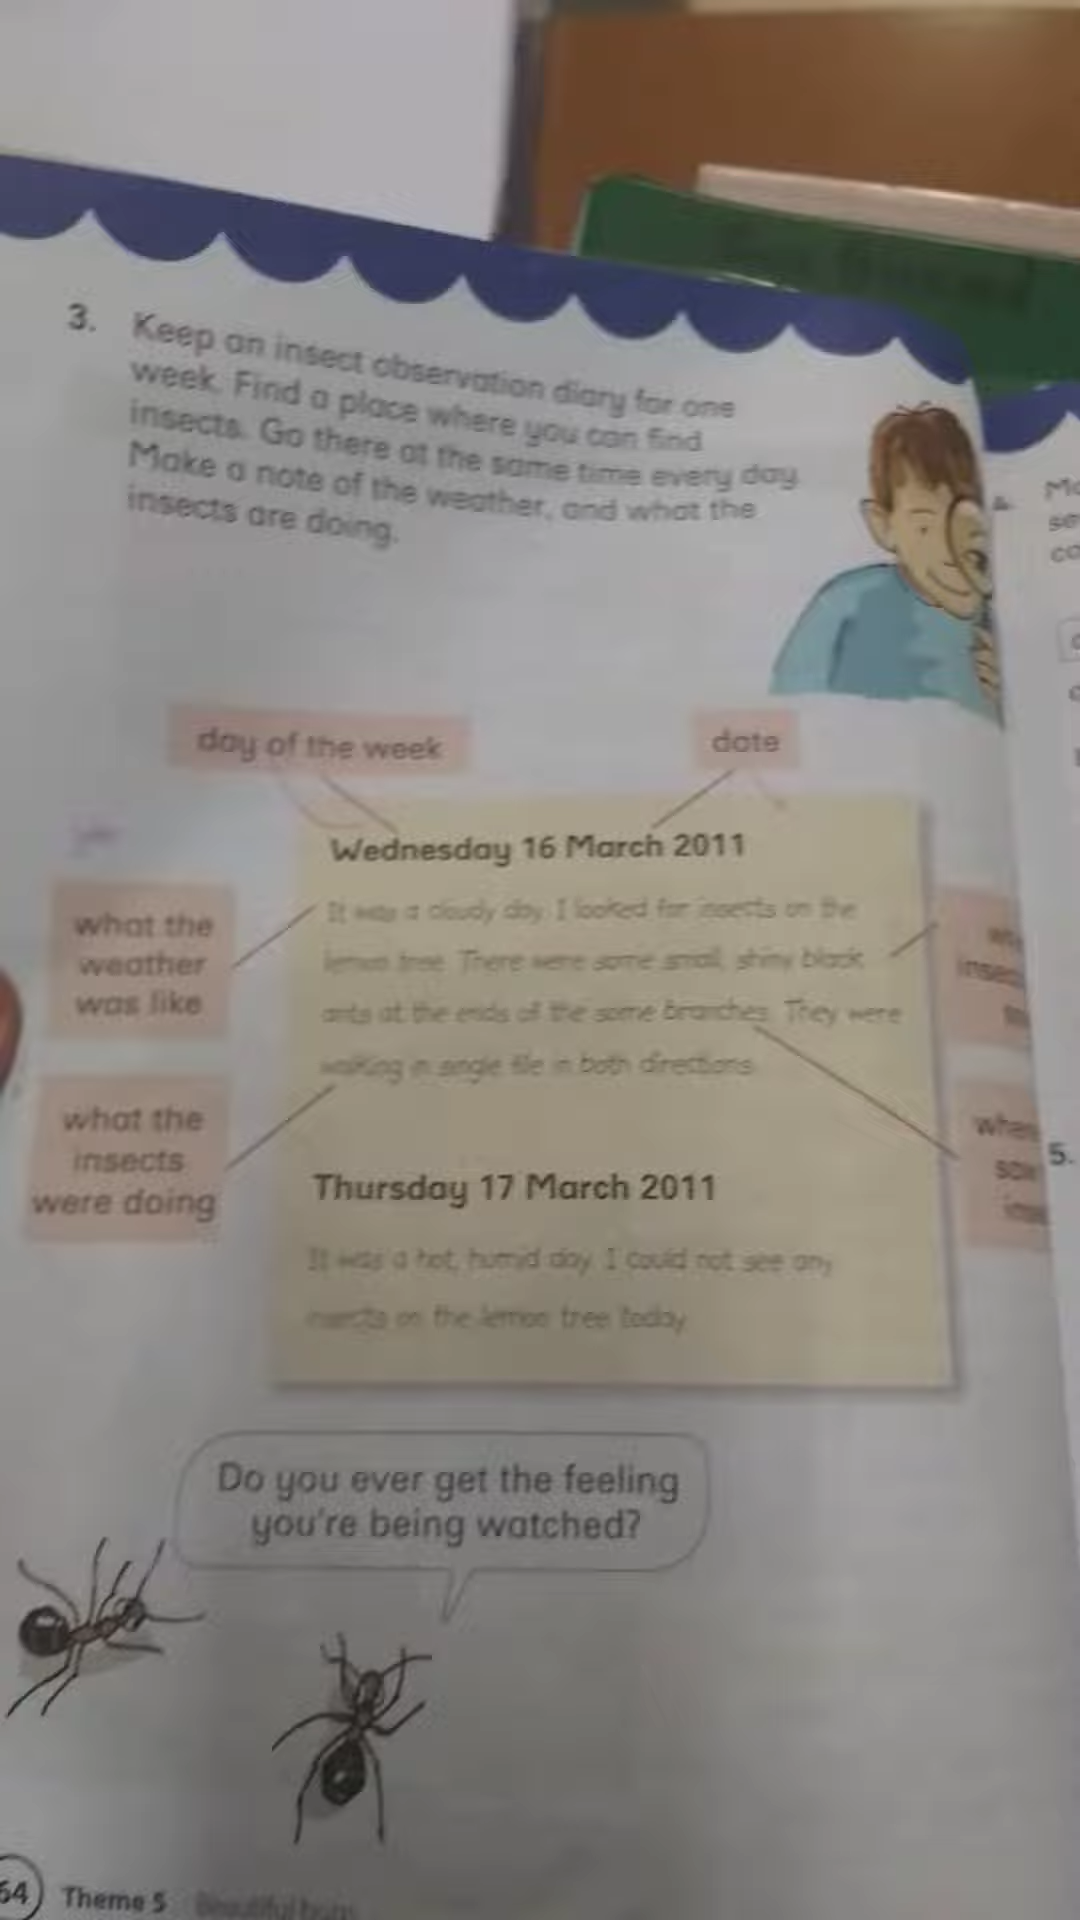 3. Keep an insect observation diary for one
week. Find a place where you can find
insects. Go there at the same time every day.
Make a note of the weather, and what the
insects are doing.
day of the week
date
Wednesday 16 March 2011
It was a cloudy day. I looked for insects on the
lemon tree. There were some small, shiny black
ants at the ends of the some branches. They were
walking in single file in both directions.
what the
weather
was like
what the
insects
were doing
Thursday 17 March 2011
It was a hot, humid day. I could not see any
insects on the lemon tree today
5.
Do you ever get the feeling
you're being watched?
64 Theme 5 Beautiful bugs